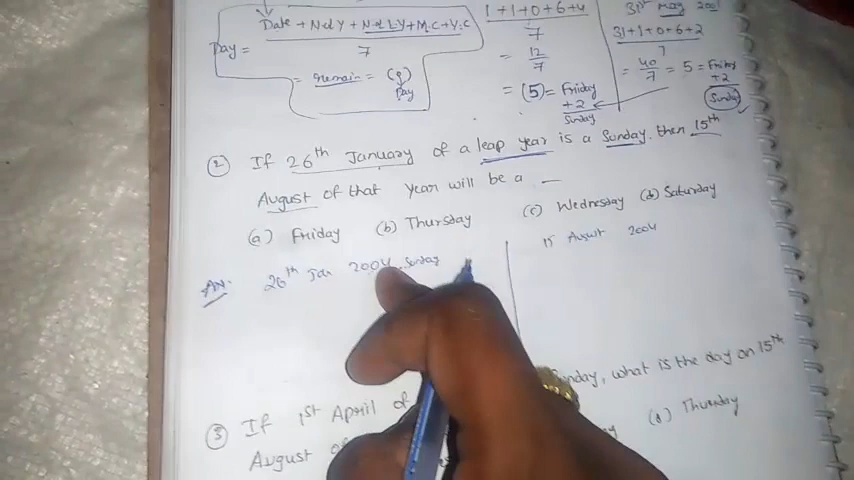 Date + N.d Y + N.d L.Y + M.C + Y.C
Day =
7
= remain = (g)
Day
1 + 1 + 0 + 6 + 4
7
= 12
7
= (5) = Friday
+2
Sunday
31st May 2001
31 + 1 + 0 + 6 + 2
7
= 40
7 = 5 = Friday
+2
Sunday
② If 26th January of a leap year is a Sunday. then 15th
August of that year will be a —
(a) Friday (b) Thursday (c) Wednesday (d) Saturday
An. 26th Jan 2004. Sunday
15 August 2004
③ If 1st April of nday, what is the day on 15th
August of
(d) Thursday